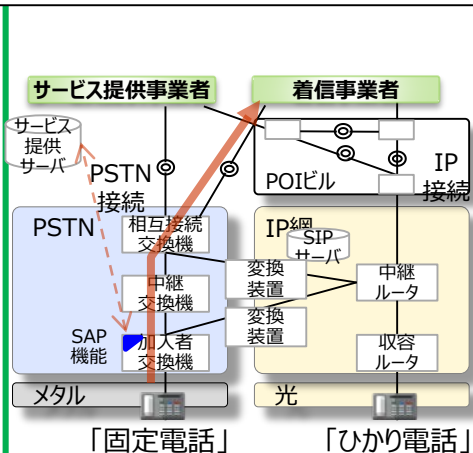 サービス提供事業者
着信事業者
サービス
提供
サーバ
PSTN
接続
POIビル
IP
接続
PSTN
相互接続
交換機
IP網
SIP
サーバ
変換
装置
中継
交換機
中継
ルータ
変換
装置
SAP
機能
加入者
交換機
収容
ルータ
メタル
光
「固定電話」
「ひかり電話」